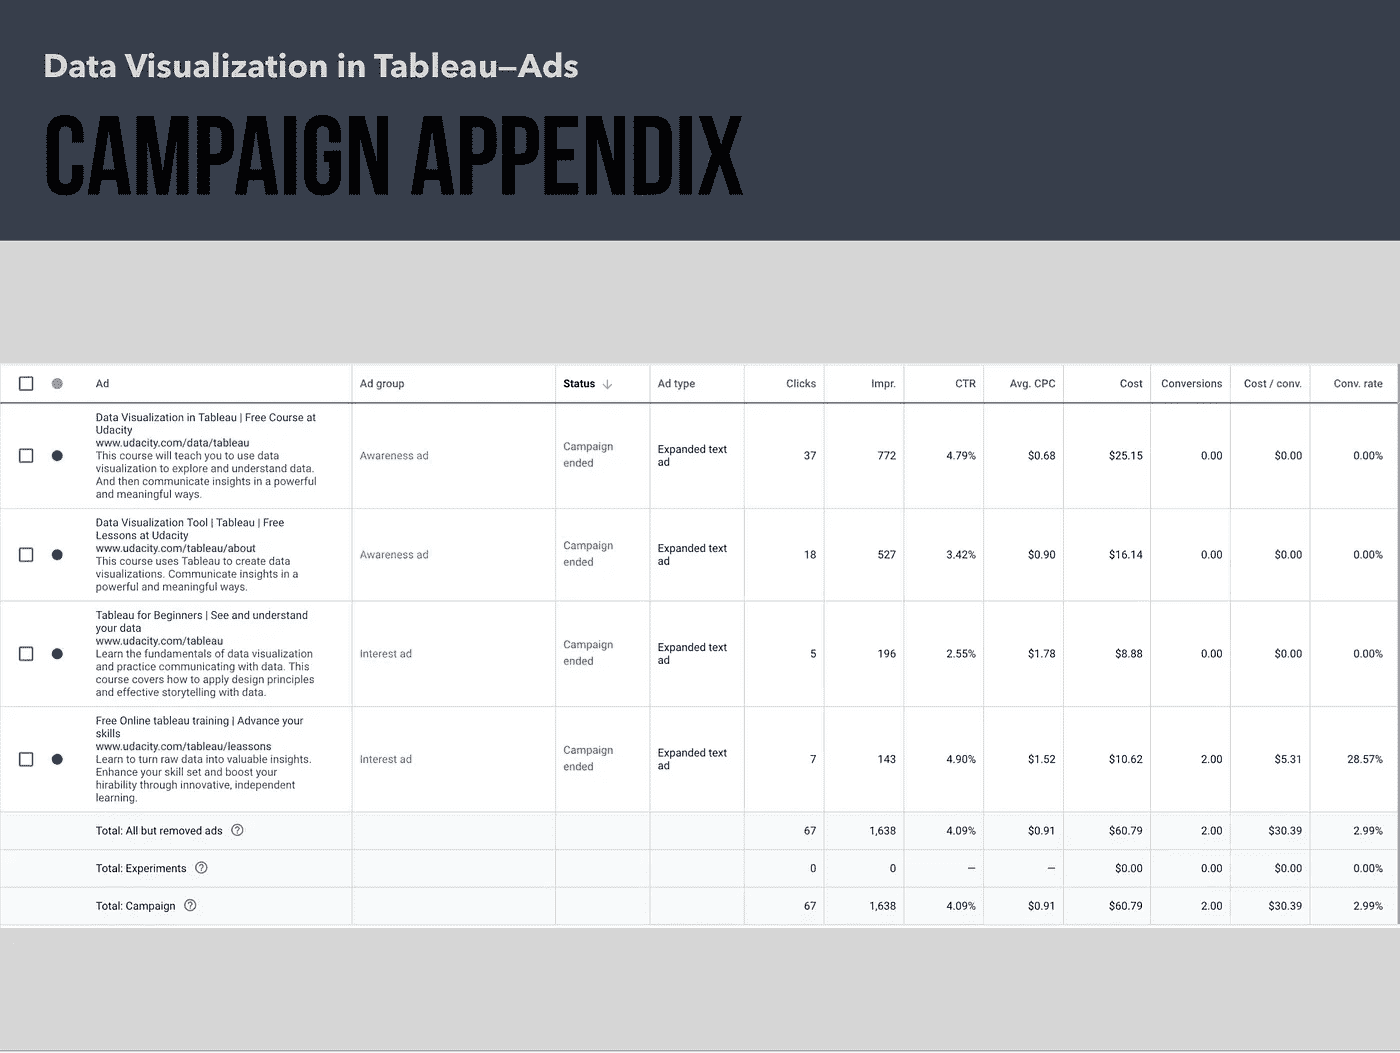 Data Visualization in Tableau—Ads
CAMPAIGN APPENDIX
Ad Ad group Status ↓ Ad type Clicks Impr. CTR Avg. CPC Cost Conversions Cost / conv. Conv. rate
Data Visualization in Tableau | Free Course at
Udacity
www.udacity.com/data/tableau
This course will teach you to use data
visualization to explore and understand data.
And then communicate insights in a powerful
and meaningful ways.
Awareness ad
Campaign
ended
Expanded text
ad
37 772 4.79% $0.68 $25.15 0.00 $0.00 0.00%
Data Visualization Tool | Tableau | Free
Lessons at Udacity
www.udacity.com/tableau/about
This course uses Tableau to create data
visualizations. Communicate insights in a
powerful and meaningful ways.
Awareness ad
Campaign
ended
Expanded text
ad
18 527 3.42% $0.90 $16.14 0.00 $0.00 0.00%
Tableau for Beginners | See and understand
your data
www.udacity.com/tableau
Learn the fundamentals of data visualization
and practice communicating with data. This
course covers how to apply design principles
and effective storytelling with data.
Interest ad
Campaign
ended
Expanded text
ad
5 196 2.55% $1.78 $8.88 0.00 $0.00 0.00%
Free Online tableau training | Advance your
skills
www.udacity.com/tableau/leassons
Learn to turn raw data into valuable insights.
Enhance your skill set and boost your
hirability through innovative, independent
learning.
Interest ad
Campaign
ended
Expanded text
ad
7 143 4.90% $1.52 $10.62 2.00 $5.31 28.57%
Total: All but removed ads ? 67 1,638 4.09% $0.91 $60.79 2.00 $30.39 2.99%
Total: Experiments ? 0 0 — — $0.00 0.00 $0.00 0.00%
Total: Campaign ? 67 1,638 4.09% $0.91 $60.79 2.00 $30.39 2.99%